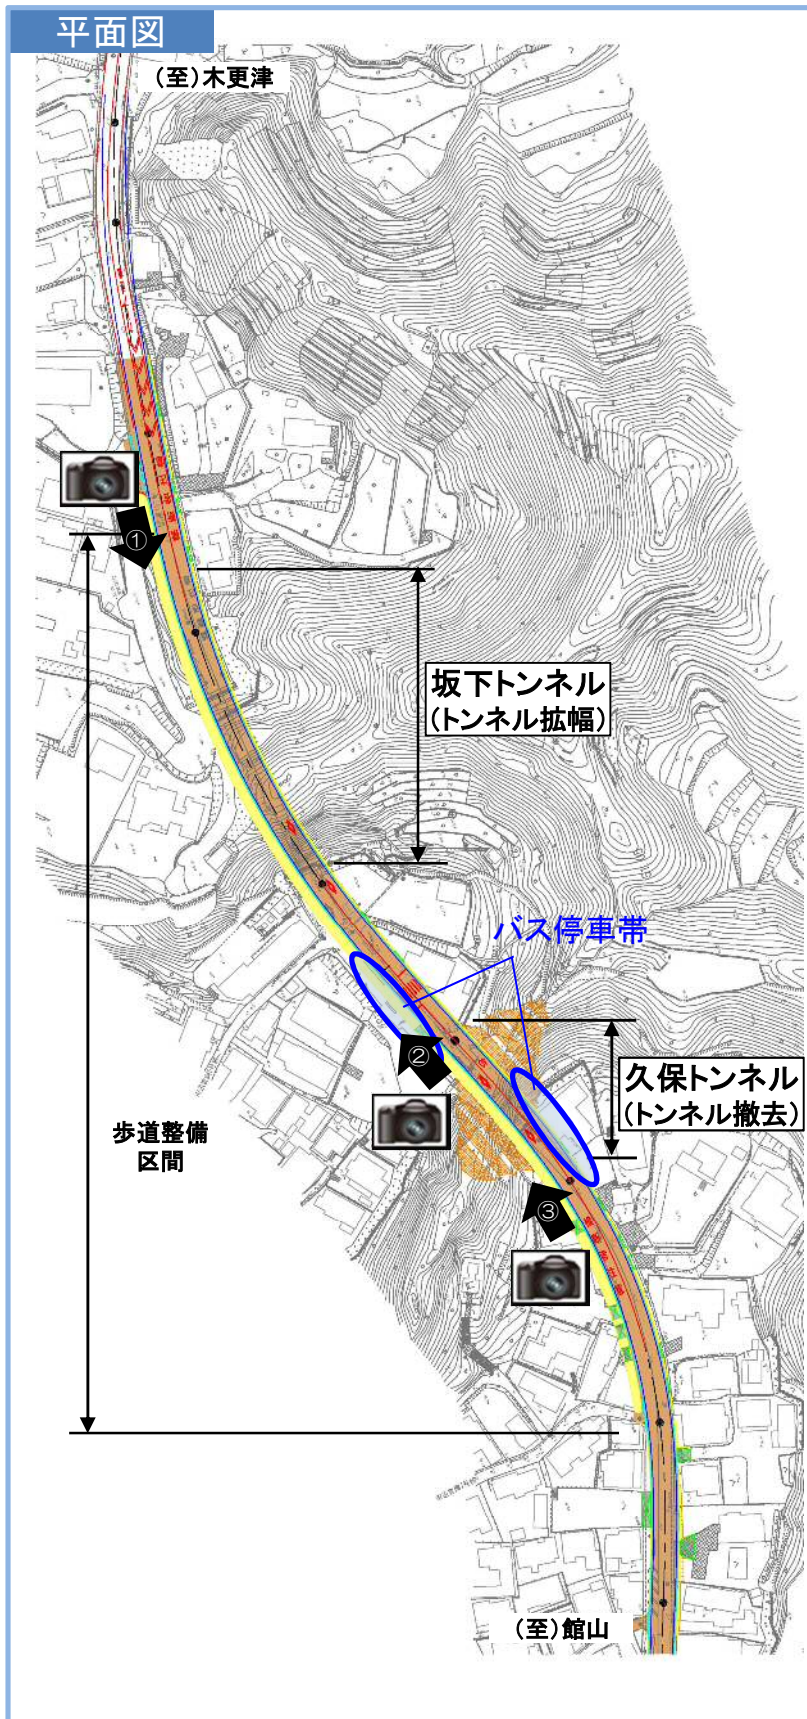 平面図
(至)木更津
①
坂下トンネル
(トンネル拡幅)
バス停車帯
②
久保トンネル
(トンネル撤去)
歩道整備
区間
③
(至)館山